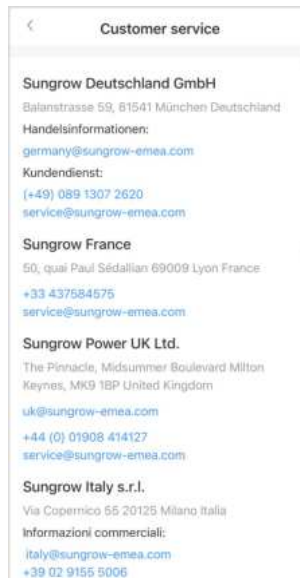 Customer service
Sungrow Deutschland GmbH
Balanstrasse 59, 81541 München Deutschland
Handelsinformationen:
germany@sungrow-emea.com
Kundendienst:
(+49) 089 1307 2620
service@sungrow-emea.com
Sungrow France
50, quai Paul Sédallian 69009 Lyon France
+33 437584575
service@sungrow-emea.com
Sungrow Power UK Ltd.
The Pinnacle, Midsummer Boulevard Milton
Keynes, MK9 1BP United Kingdom
uk@sungrow-emea.com
+44 (0) 01908 414127
service@sungrow-emea.com
Sungrow Italy s.r.l.
Via Copernico 55 20125 Milano Italia
Informazioni commerciali:
italy@sungrow-emea.com
+39 02 9155 5006